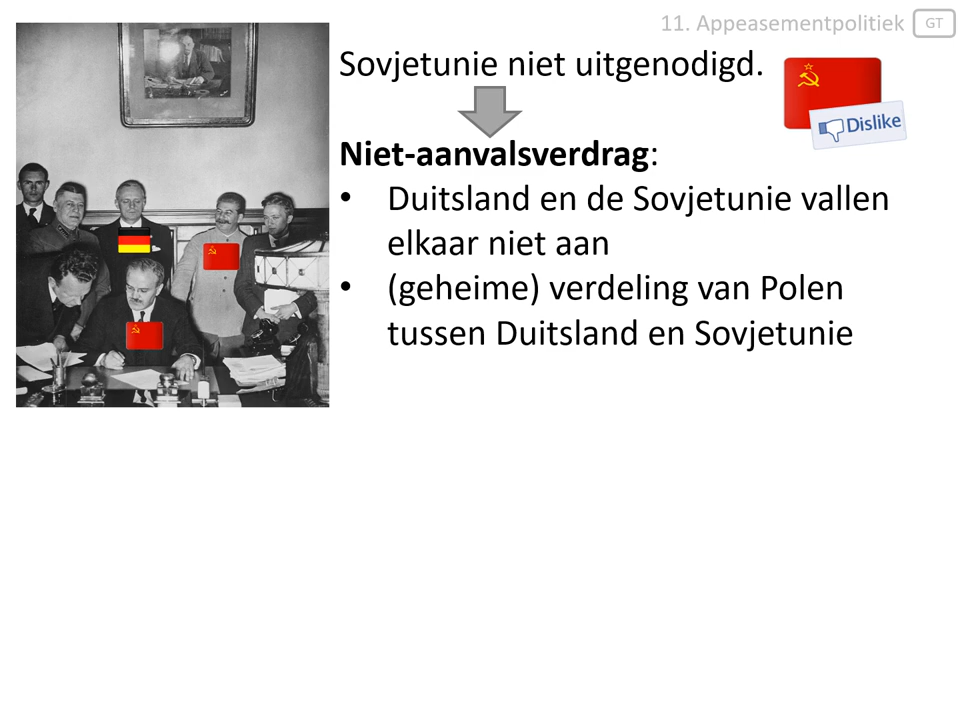 11. Appeasementpolitiek GT
Sovjetunie niet uitgenodigd.
Dislike
Niet-aanvalsverdrag:
• Duitsland en de Sovjetunie vallen
elkaar niet aan
• (geheime) verdeling van Polen
tussen Duitsland en Sovjetunie